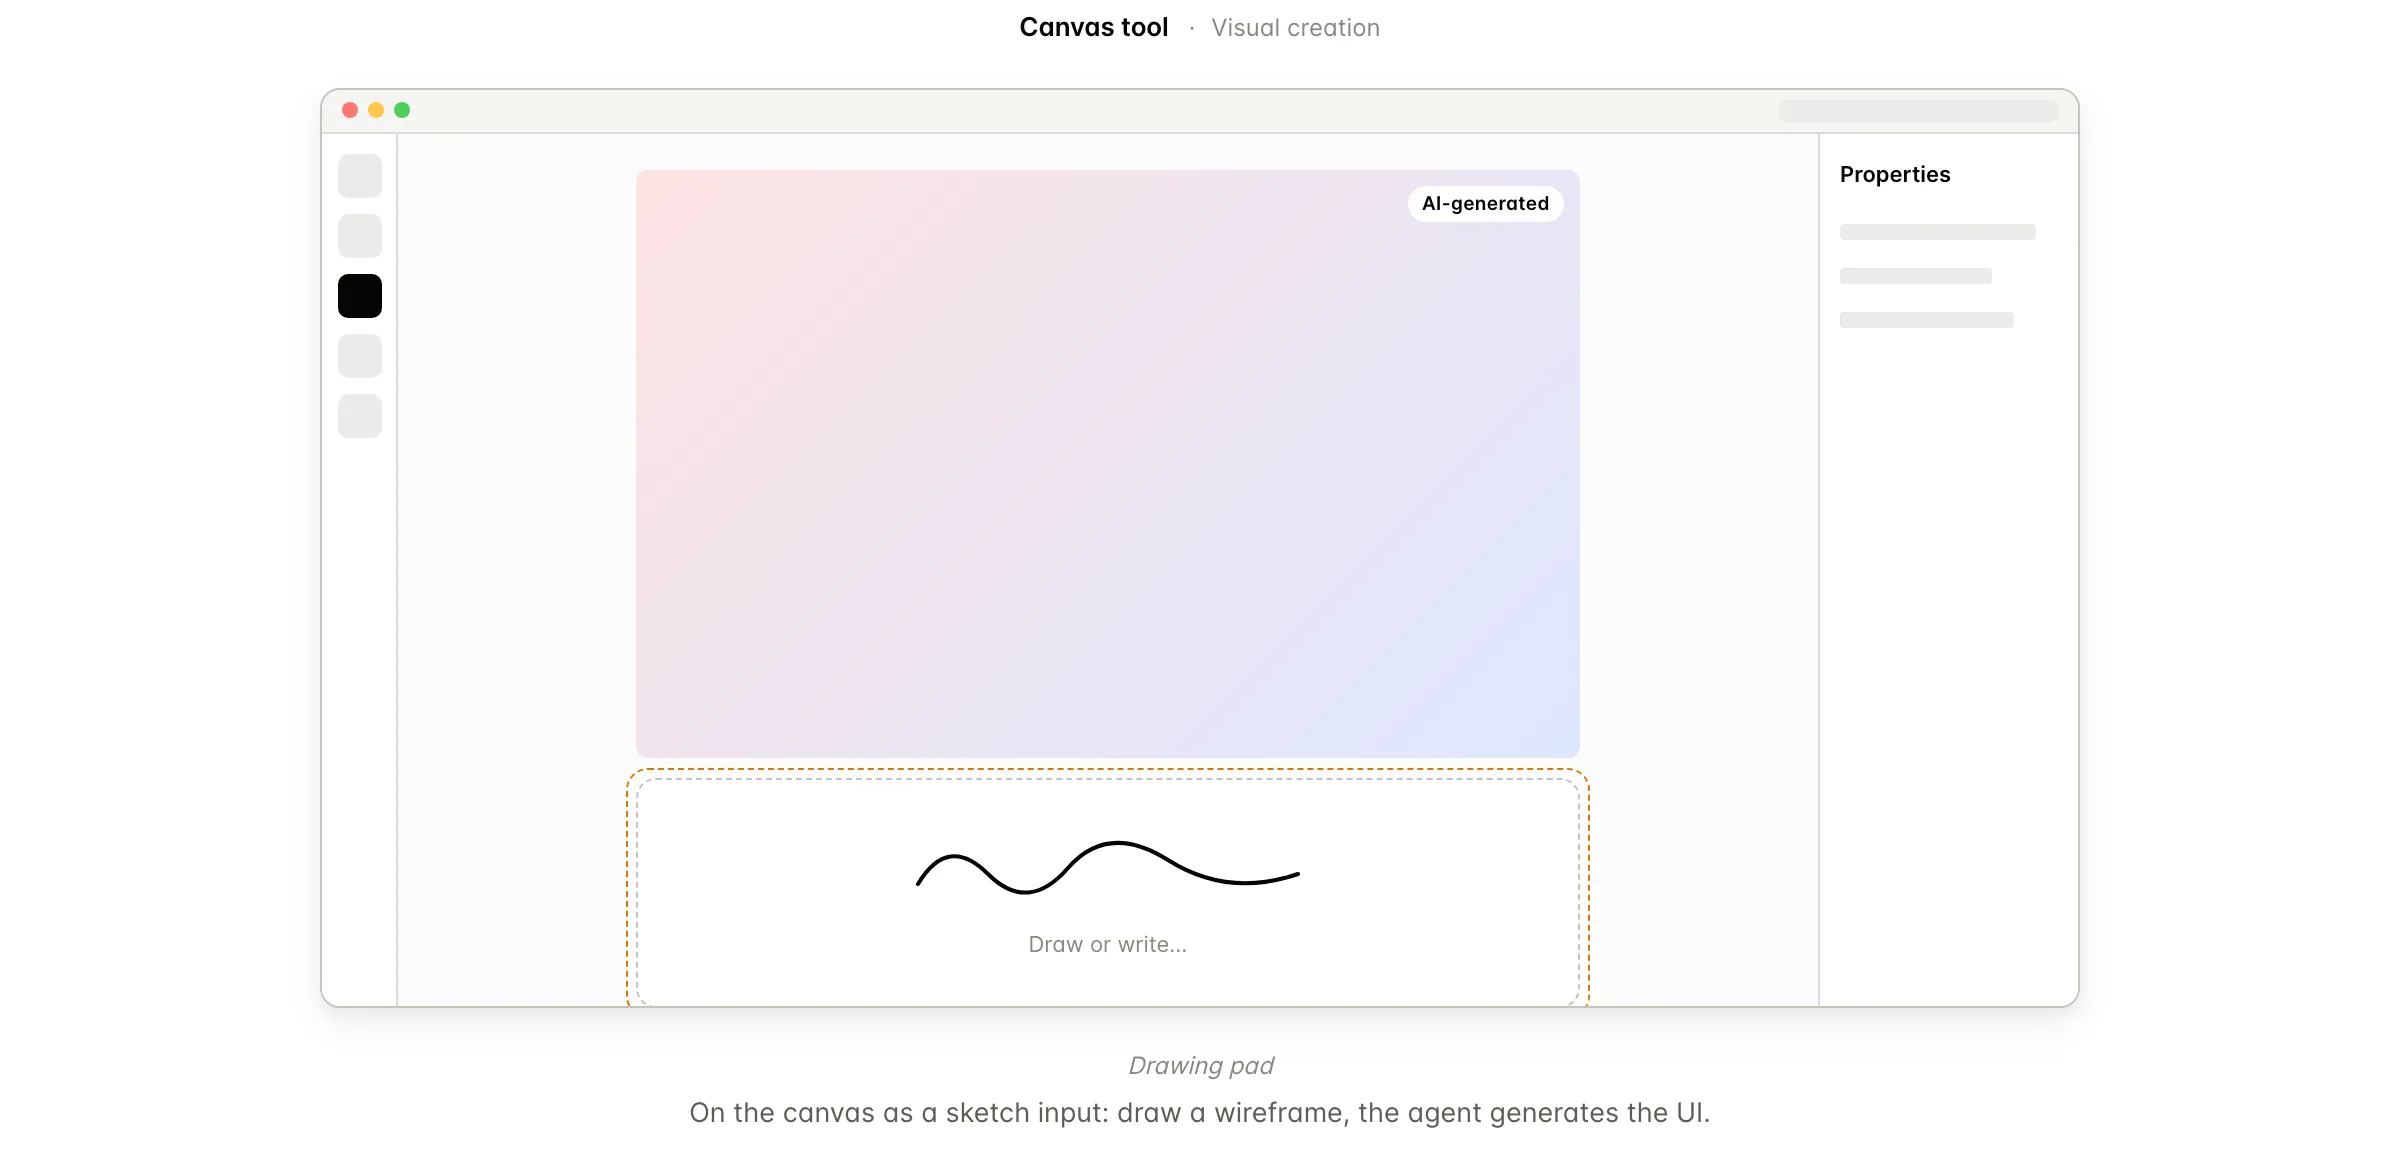 Canvas tool · Visual creation
AI-generated
Properties
Draw or write...
Drawing pad
On the canvas as a sketch input: draw a wireframe, the agent generates the UI.